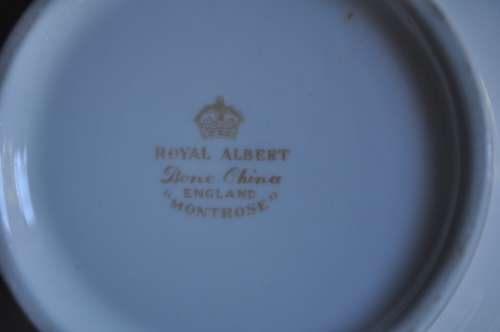 ROYAL ALBERT
Bone China
ENGLAND
"MONTROSE"